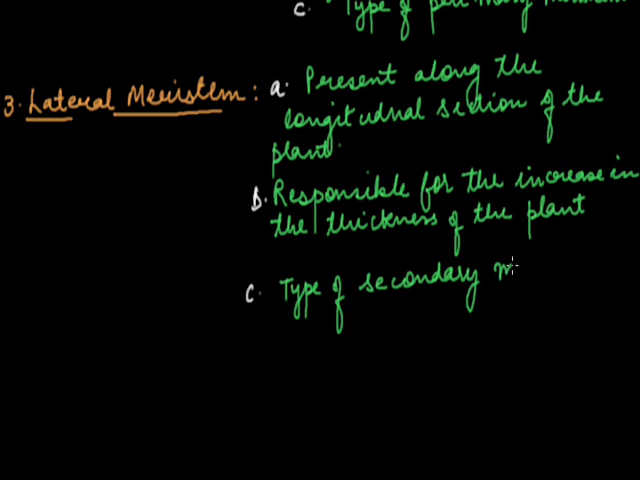 c. Type of
3. Lateral Meristem : a. Present along the
longitudnal section of the
plant.
b. Responsible for the increase in
the thickness of the plant
c. Type of secondary m